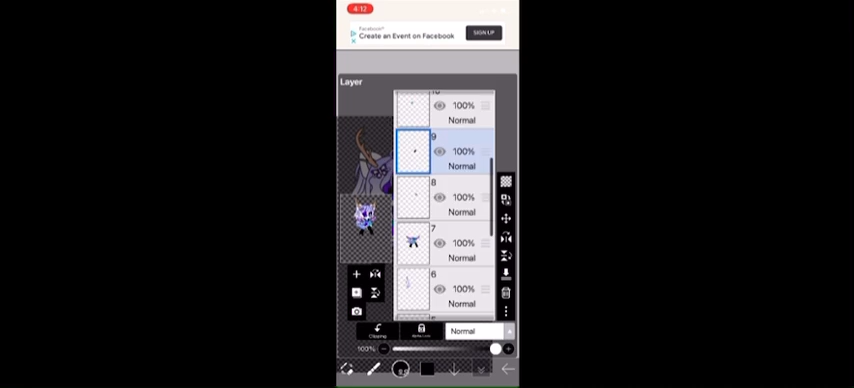 4:12
Facebook®
Create an Event on Facebook
SIGN UP
Layer
10
100%
Normal
9
100%
Normal
8
100%
Normal
7
100%
Normal
6
100%
Normal
Clipping
Normal
100%